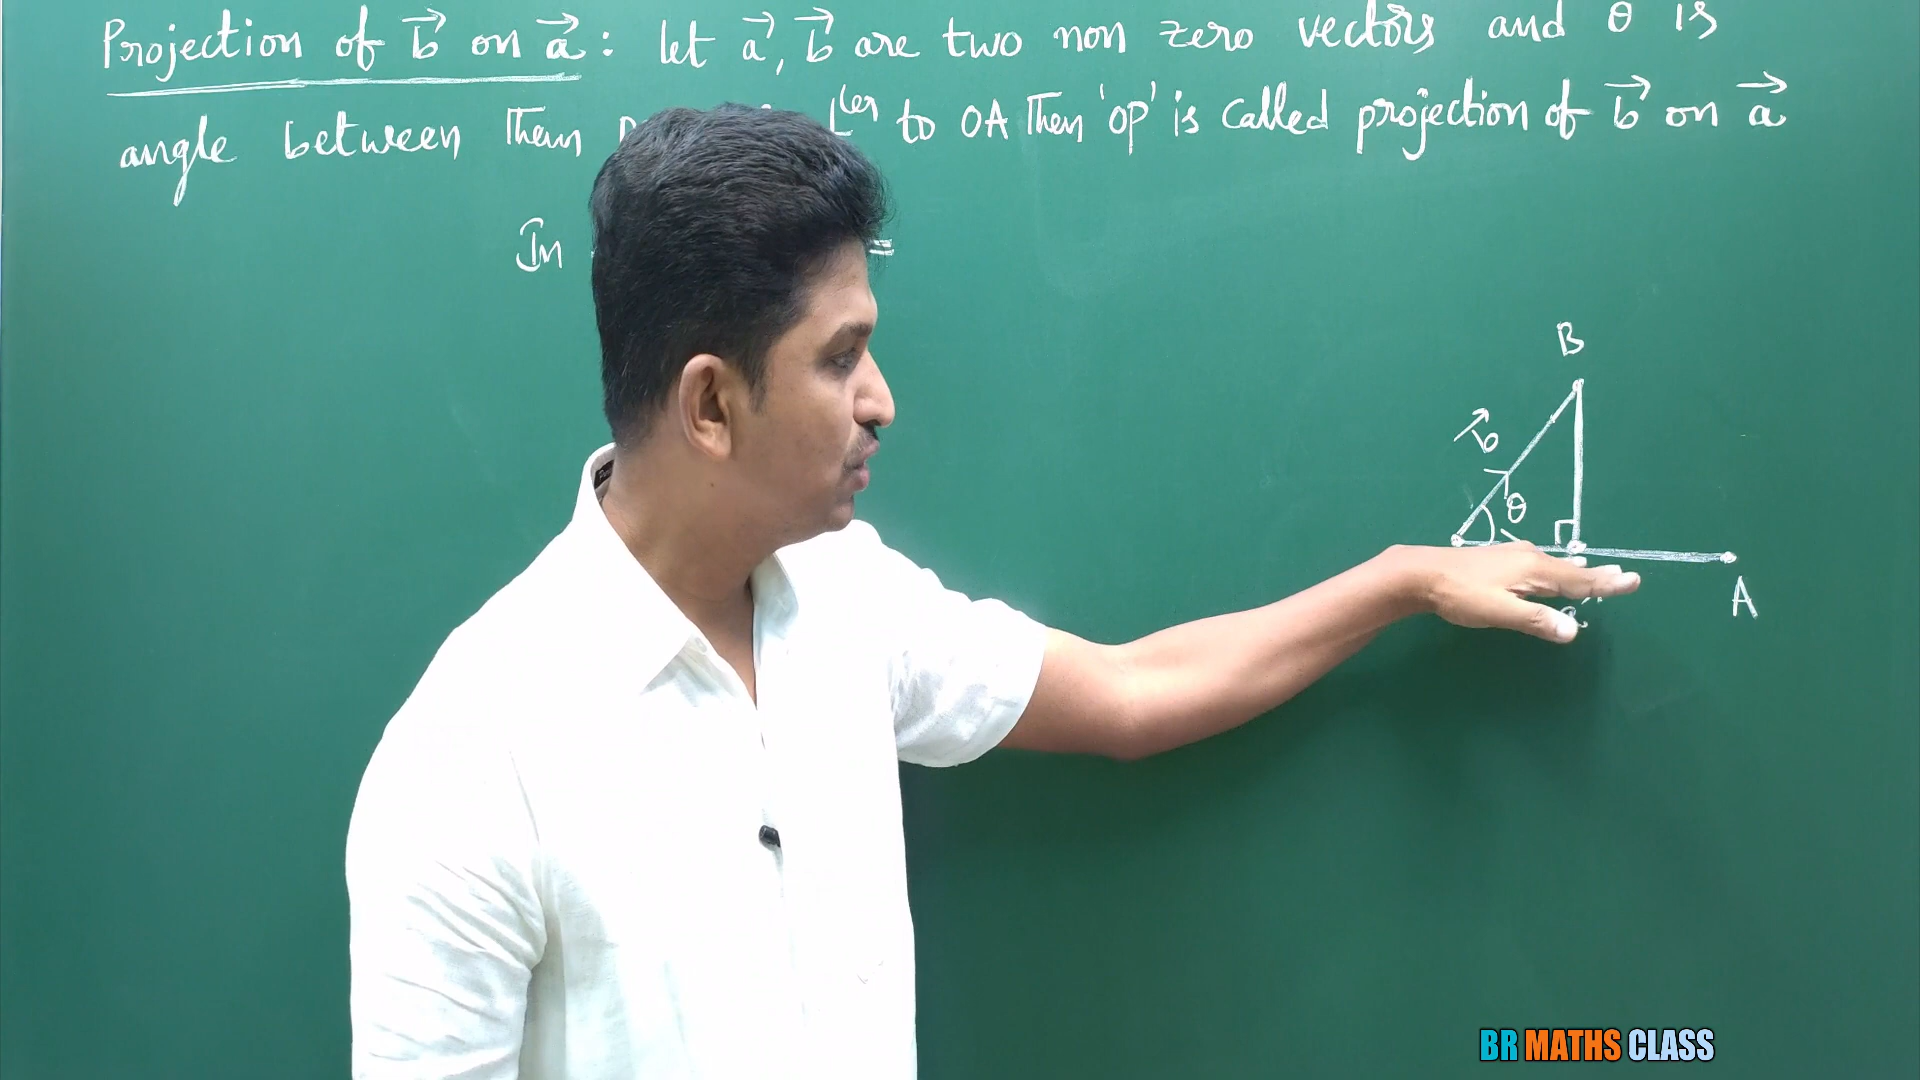 Projection of b⃗ on a⃗ : let a⃗, b⃗ are two non zero vectors and θ is
angle between them ⊥ler to OA Then 'OP' is called projection of b⃗ on a⃗
In =
B
b⃗
θ
A
BR MATHS CLASS